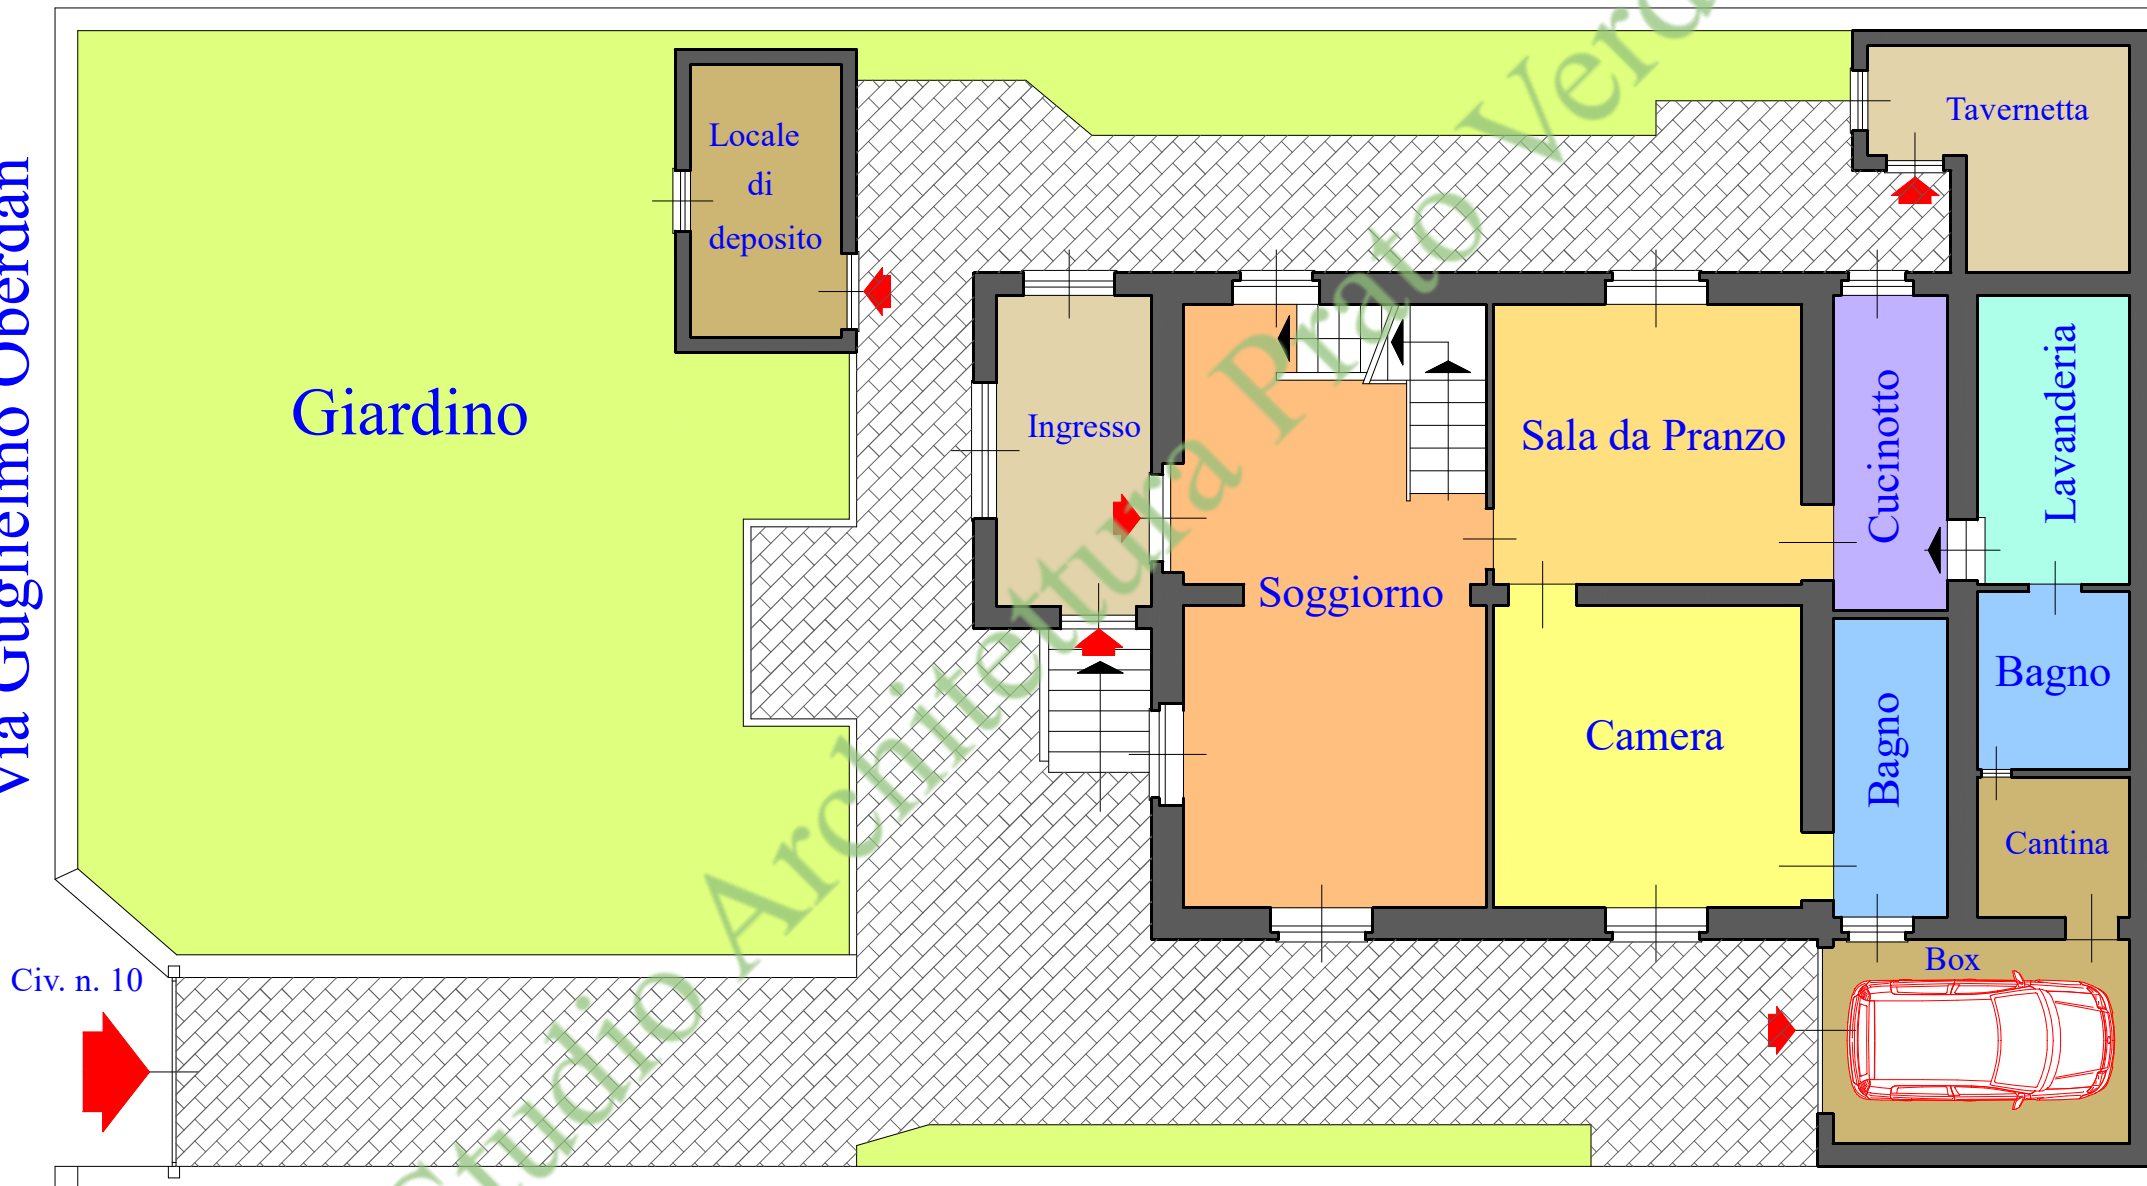 Via Guglielmo Oberdan
Locale
di
deposito
Tavernetta
Giardino
Ingresso
Soggiorno
Sala da Pranzo
Cucinotto
Lavanderia
Camera
Bagno
Bagno
Cantina
Box
Civ. n. 10
Studio Architettura Prato